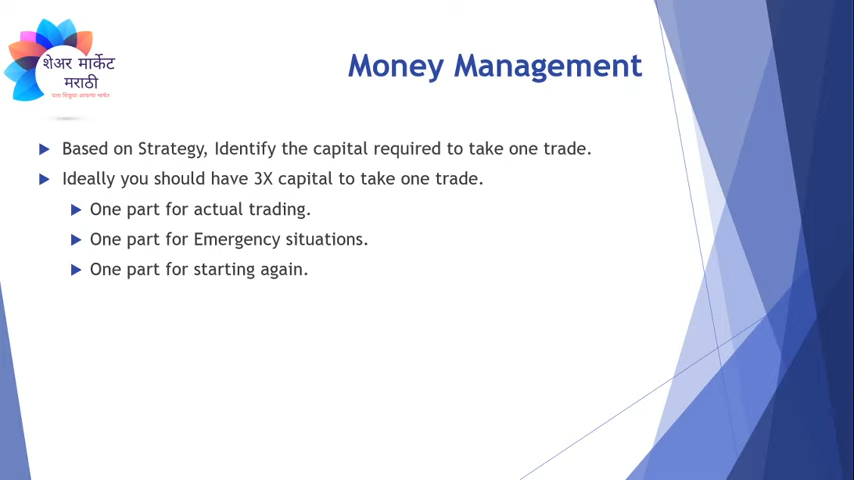 शेअर मार्केट
मराठी
Money Management
Based on Strategy, Identify the capital required to take one trade.
Ideally you should have 3X capital to take one trade.
One part for actual trading.
One part for Emergency situations.
One part for starting again.